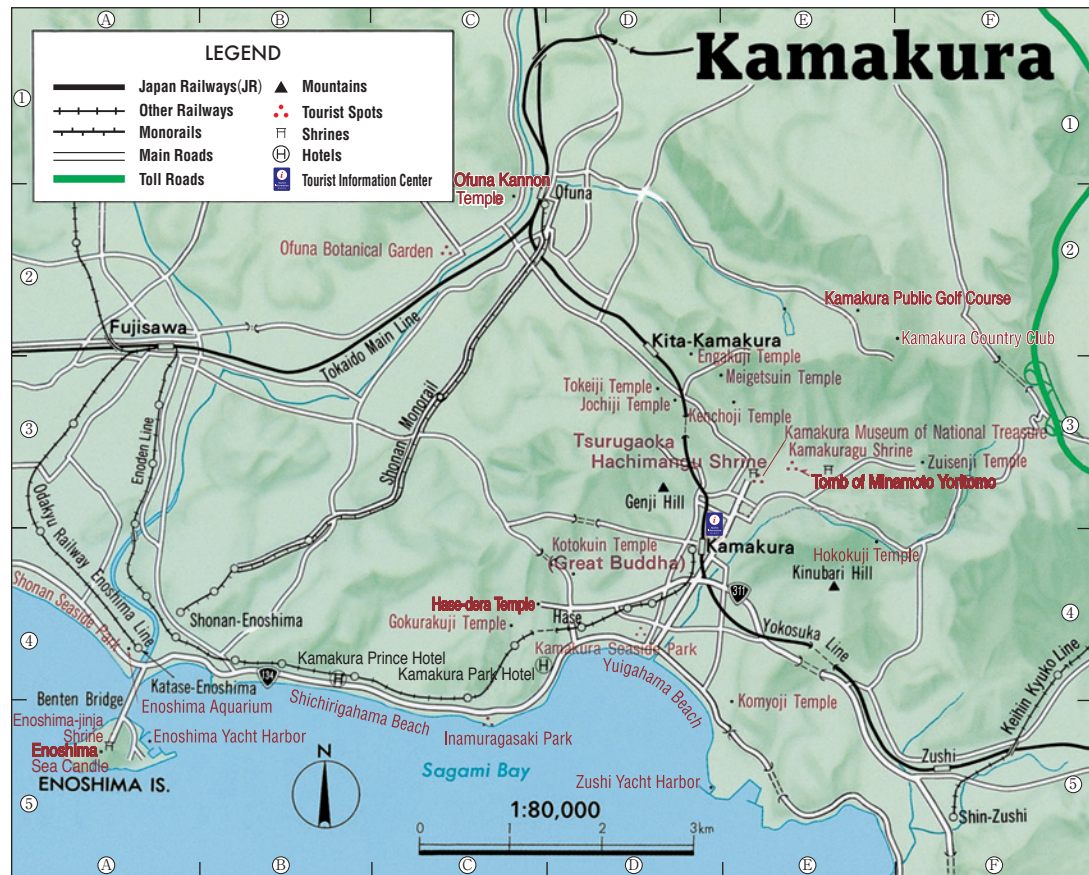 Ⓐ Ⓑ Ⓒ Ⓓ Ⓔ Ⓕ
Kamakura
LEGEND
Japan Railways(JR)
Other Railways
Monorails
Main Roads
Toll Roads
Mountains
Tourist Spots
Shrines
Ⓗ Hotels
i Tourist Information Center
① ①
Ofuna Kannon
Temple
Ofuna
Ofuna Botanical Garden
② ②
Fujisawa
Tokaido Main Line
Kamakura Public Golf Course
Kamakura Country Club
Kita-Kamakura
Engakuji Temple
Meigetsuin Temple
Tokeiji Temple
Jochiji Temple
Kenchoji Temple
③ ③
Enoden Line
Shonan Monorail
Tsurugaoka
Hachimangu Shrine
Kamakura Museum of National Treasure
Kamakuragu Shrine
Zuisenji Temple
Tomb of Minamoto Yoritomo
Genji Hill
i
Odakyu Railway Enoshima Line
Kotokuin Temple
(Great Buddha)
Kamakura
Hokokuji Temple
Kinubari Hill
311
Shonan Seaside Park
Shonan-Enoshima
Hase-dera Temple
Gokurakuji Temple
Hase
④ ④
Kamakura Seaside Park
Yokosuka Line
Kamakura Prince Hotel
Kamakura Park Hotel
Ⓗ
Ⓗ
134
Yuigahama Beach
Keihin Kyuko Line
Benten Bridge
Katase-Enoshima
Enoshima Aquarium
Shichirigahama Beach
Komyoji Temple
Enoshima-jinja
Shrine
Enoshima Yacht Harbor
Inamuragasaki Park
Enoshima
Sea Candle
ENOSHIMA IS.
N
Sagami Bay
Zushi Yacht Harbor
Zushi
Shin-Zushi
⑤ ⑤
1:80,000
0 1 2 3km
Ⓐ Ⓑ Ⓒ Ⓓ Ⓔ Ⓕ